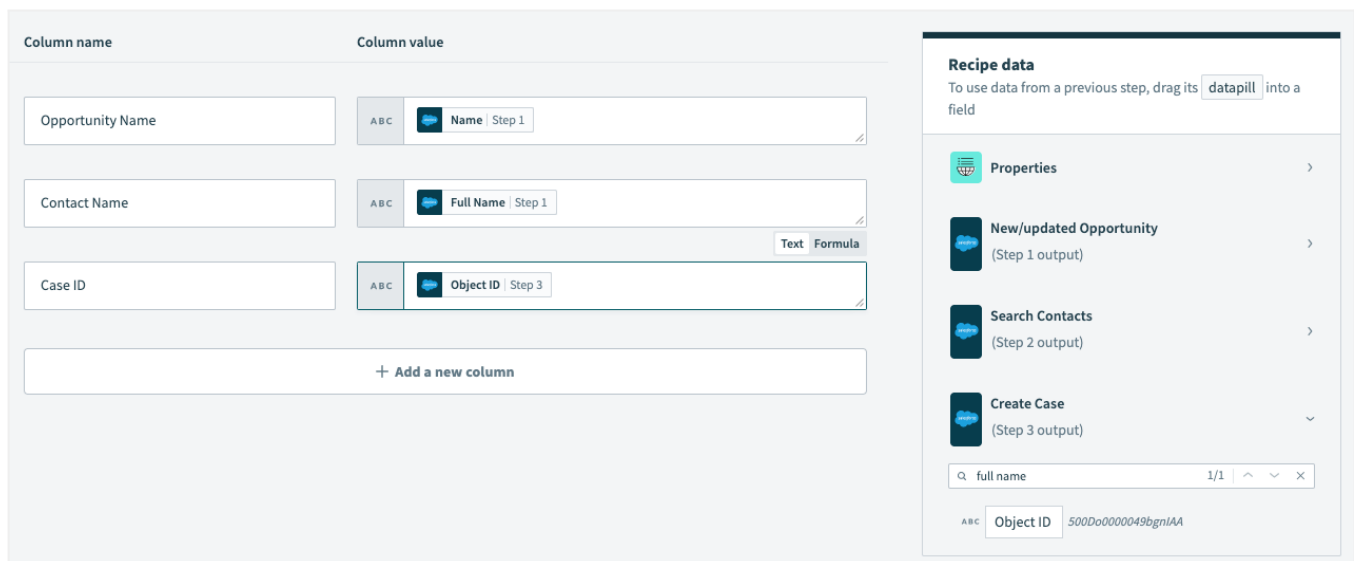 Column name
Column value
Opportunity Name
ABC
Name | Step 1
Contact Name
ABC
Full Name | Step 1
Text
Formula
Case ID
ABC
Object ID | Step 3
+ Add a new column
Recipe data
To use data from a previous step, drag its datapill into a
field
Properties
New/updated Opportunity
(Step 1 output)
Search Contacts
(Step 2 output)
Create Case
(Step 3 output)
full name
1/1
ABC
Object ID
500Do0000049bgnIAA